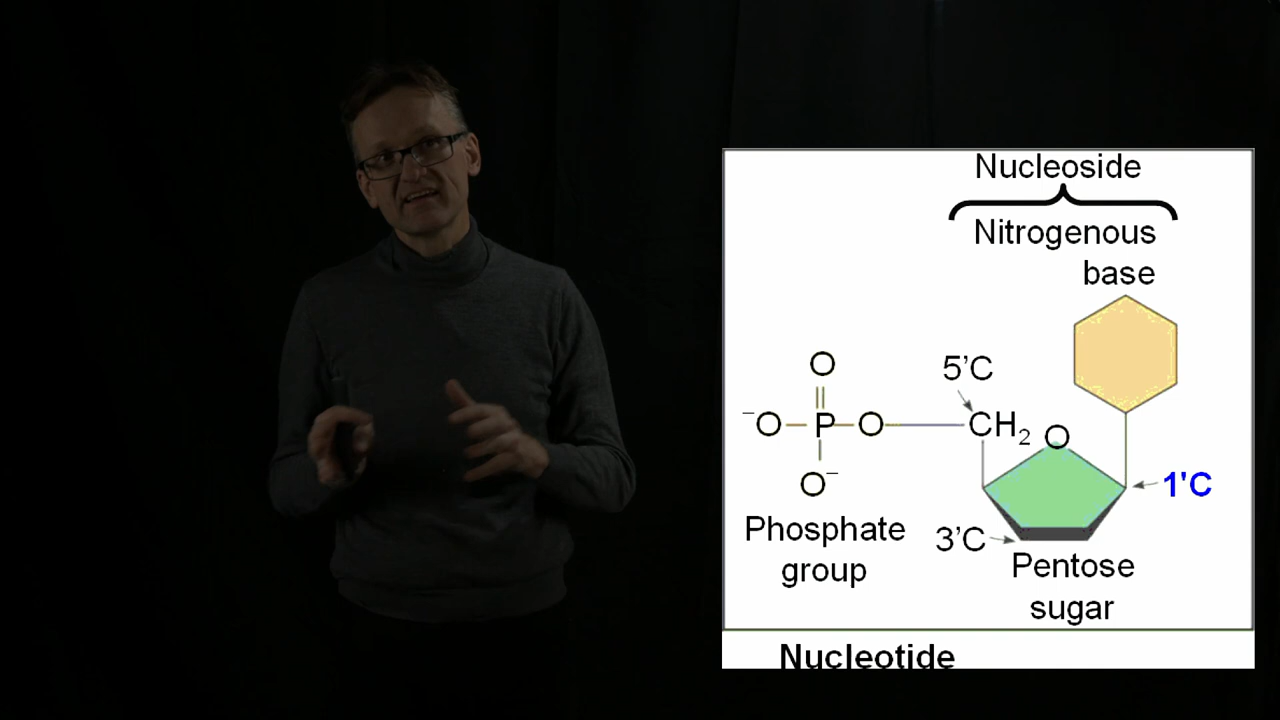 Nucleoside
Nitrogenous
base
O
5’C
⁻O
P
O
CH₂
O
O⁻
1'C
Phosphate
group
3’C
Pentose
sugar
Nucleotide